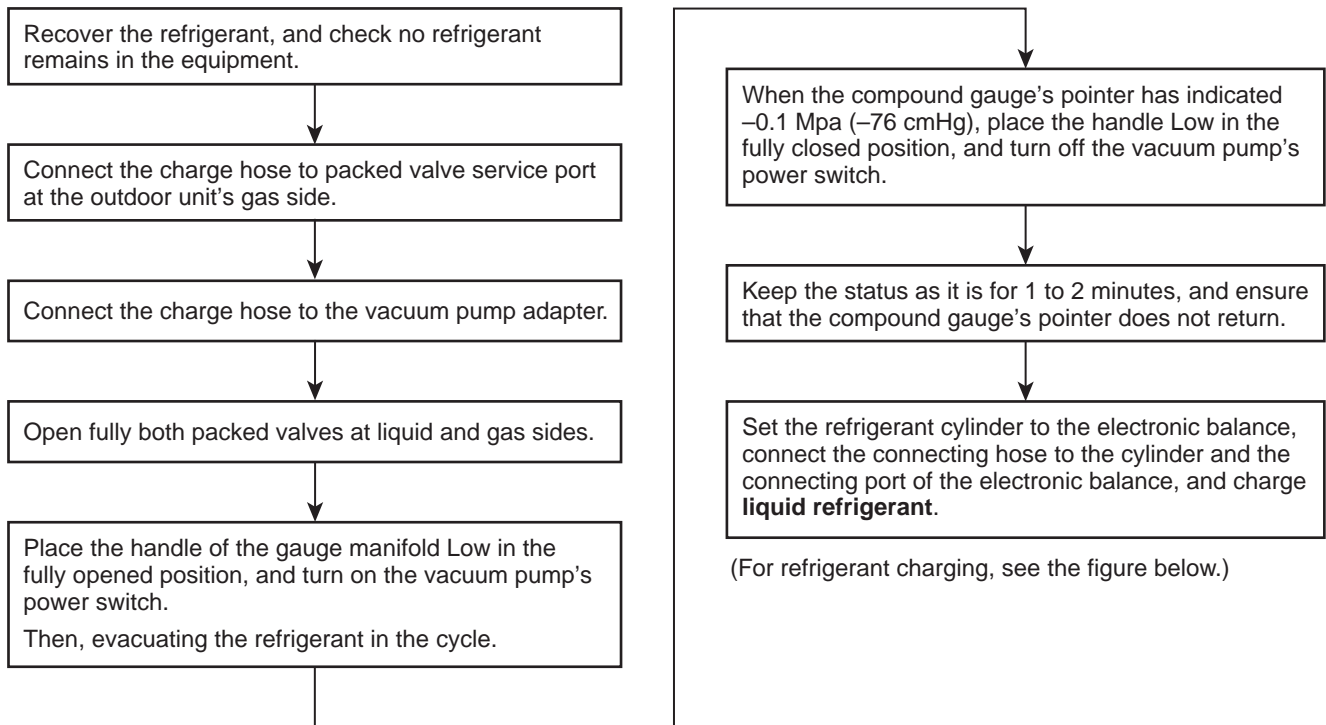 Recover the refrigerant, and check no refrigerant
remains in the equipment.
Connect the charge hose to packed valve service port
at the outdoor unit's gas side.
Connect the charge hose to the vacuum pump adapter.
Open fully both packed valves at liquid and gas sides.
Place the handle of the gauge manifold Low in the
fully opened position, and turn on the vacuum pump's
power switch.
Then, evacuating the refrigerant in the cycle.
When the compound gauge's pointer has indicated
–0.1 Mpa (–76 cmHg), place the handle Low in the
fully closed position, and turn off the vacuum pump's
power switch.
Keep the status as it is for 1 to 2 minutes, and ensure
that the compound gauge's pointer does not return.
Set the refrigerant cylinder to the electronic balance,
connect the connecting hose to the cylinder and the
connecting port of the electronic balance, and charge
liquid refrigerant.
(For refrigerant charging, see the figure below.)